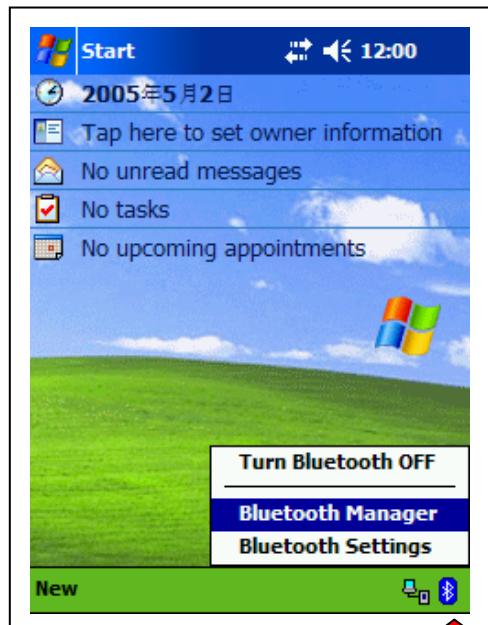 Start 12:00
2005年5月2日
Tap here to set owner information
No unread messages
No tasks
No upcoming appointments
Turn Bluetooth OFF
Bluetooth Manager
Bluetooth Settings
New